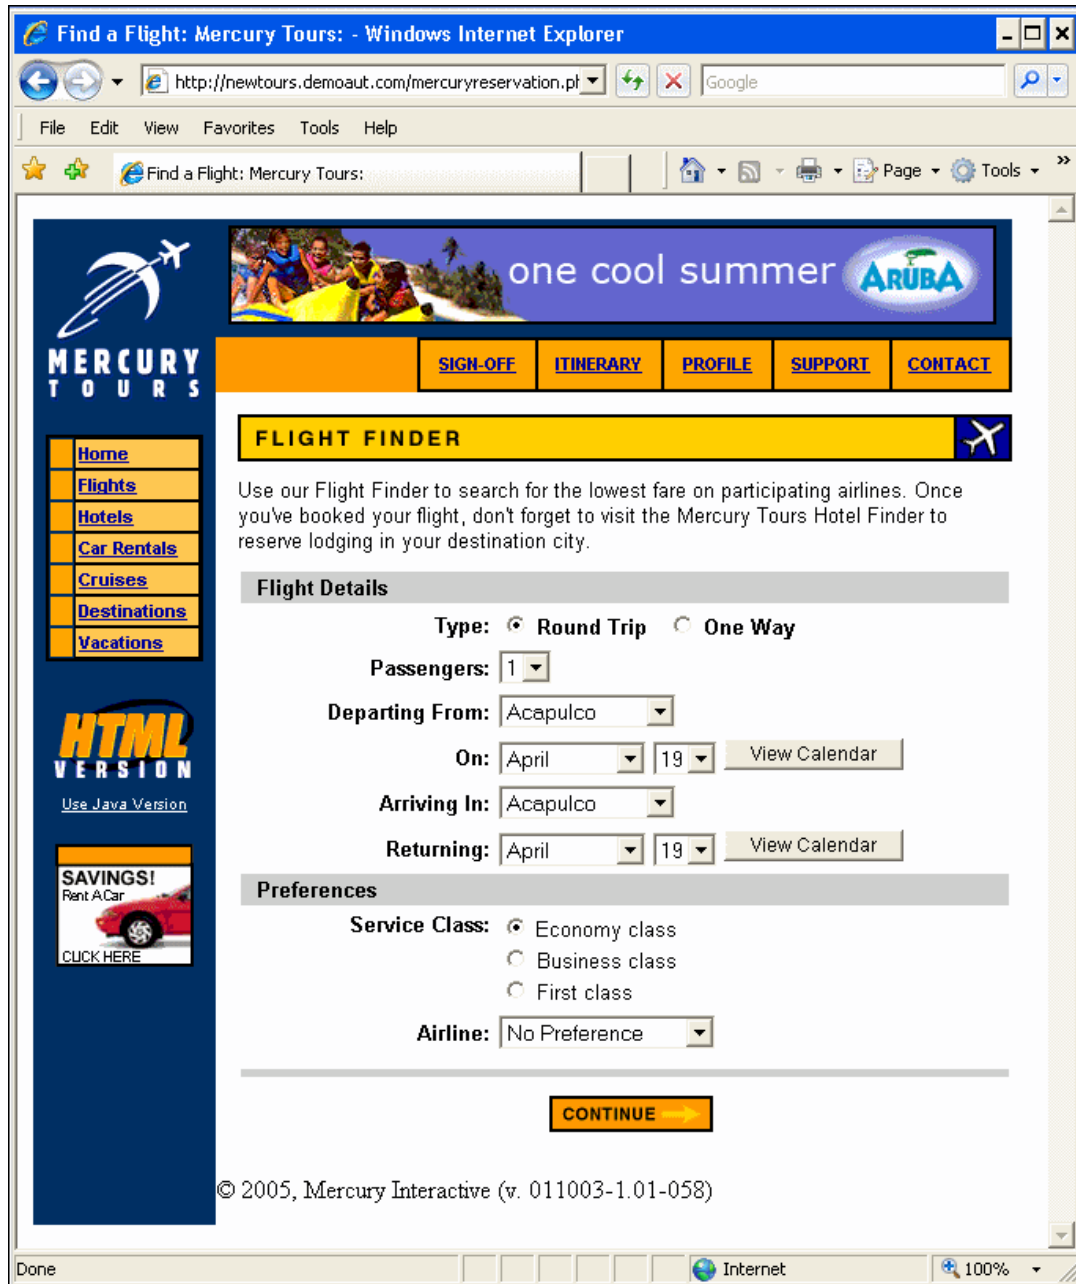 Find a Flight: Mercury Tours: - Windows Internet Explorer
http://newtours.demoaut.com/mercuryreservation.pl
Google
File Edit View Favorites Tools Help
Find a Flight: Mercury Tours:
Page Tools »
one cool summer ARUBA
MERCURY
TOURS
SIGN-OFF ITINERARY PROFILE SUPPORT CONTACT
FLIGHT FINDER
Home
Flights
Hotels
Car Rentals
Cruises
Destinations
Vacations
HTML
VERSION
Use Java Version
SAVINGS!
Rent A Car
CLICK HERE
Use our Flight Finder to search for the lowest fare on participating airlines. Once
you've booked your flight, don't forget to visit the Mercury Tours Hotel Finder to
reserve lodging in your destination city.
Flight Details
Type: Round Trip One Way
Passengers: 1
Departing From: Acapulco
On: April 19 View Calendar
Arriving In: Acapulco
Returning: April 19 View Calendar
Preferences
Service Class: Economy class
Business class
First class
Airline: No Preference
CONTINUE
© 2005, Mercury Interactive (v. 011003-1.01-058)
Done Internet 100%